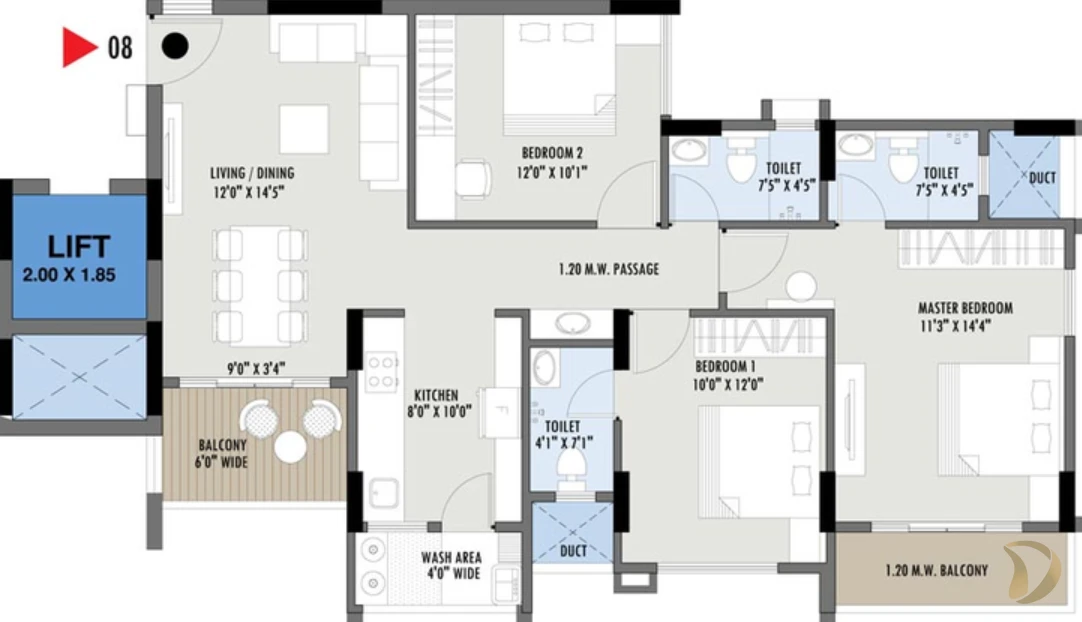 08
LIVING / DINING
12'0" X 14'5"
BEDROOM 2
12'0" X 10'1"
TOILET
7'5" X 4'5"
TOILET
7'5" X 4'5"
DUCT
LIFT
2.00 X 1.85
1.20 M.W. PASSAGE
MASTER BEDROOM
11'3" X 14'4"
9'0" X 3'4"
KITCHEN
8'0" X 10'0"
F
BEDROOM 1
10'0" X 12'0"
TOILET
4'1" X 7'1"
BALCONY
6'0" WIDE
DUCT
WASH AREA
4'0" WIDE
1.20 M.W. BALCONY